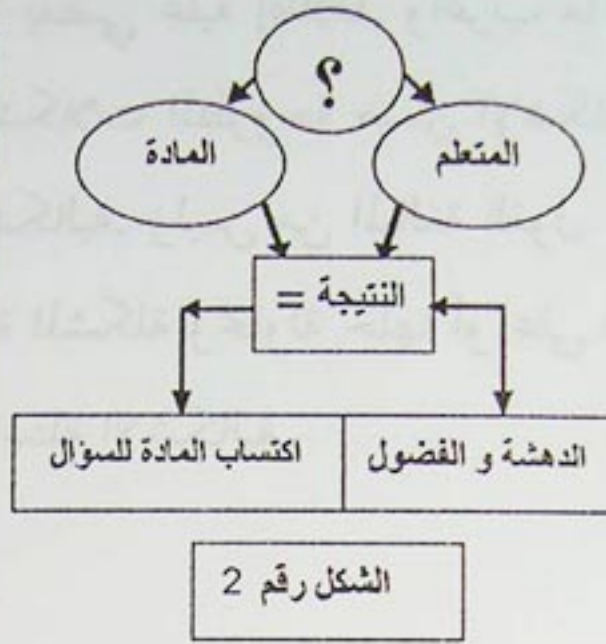 ؟
المتعلم
المادة
النتيجة =
الدهشة و الفضول
اكتساب المادة للسؤال
الشكل رقم 2